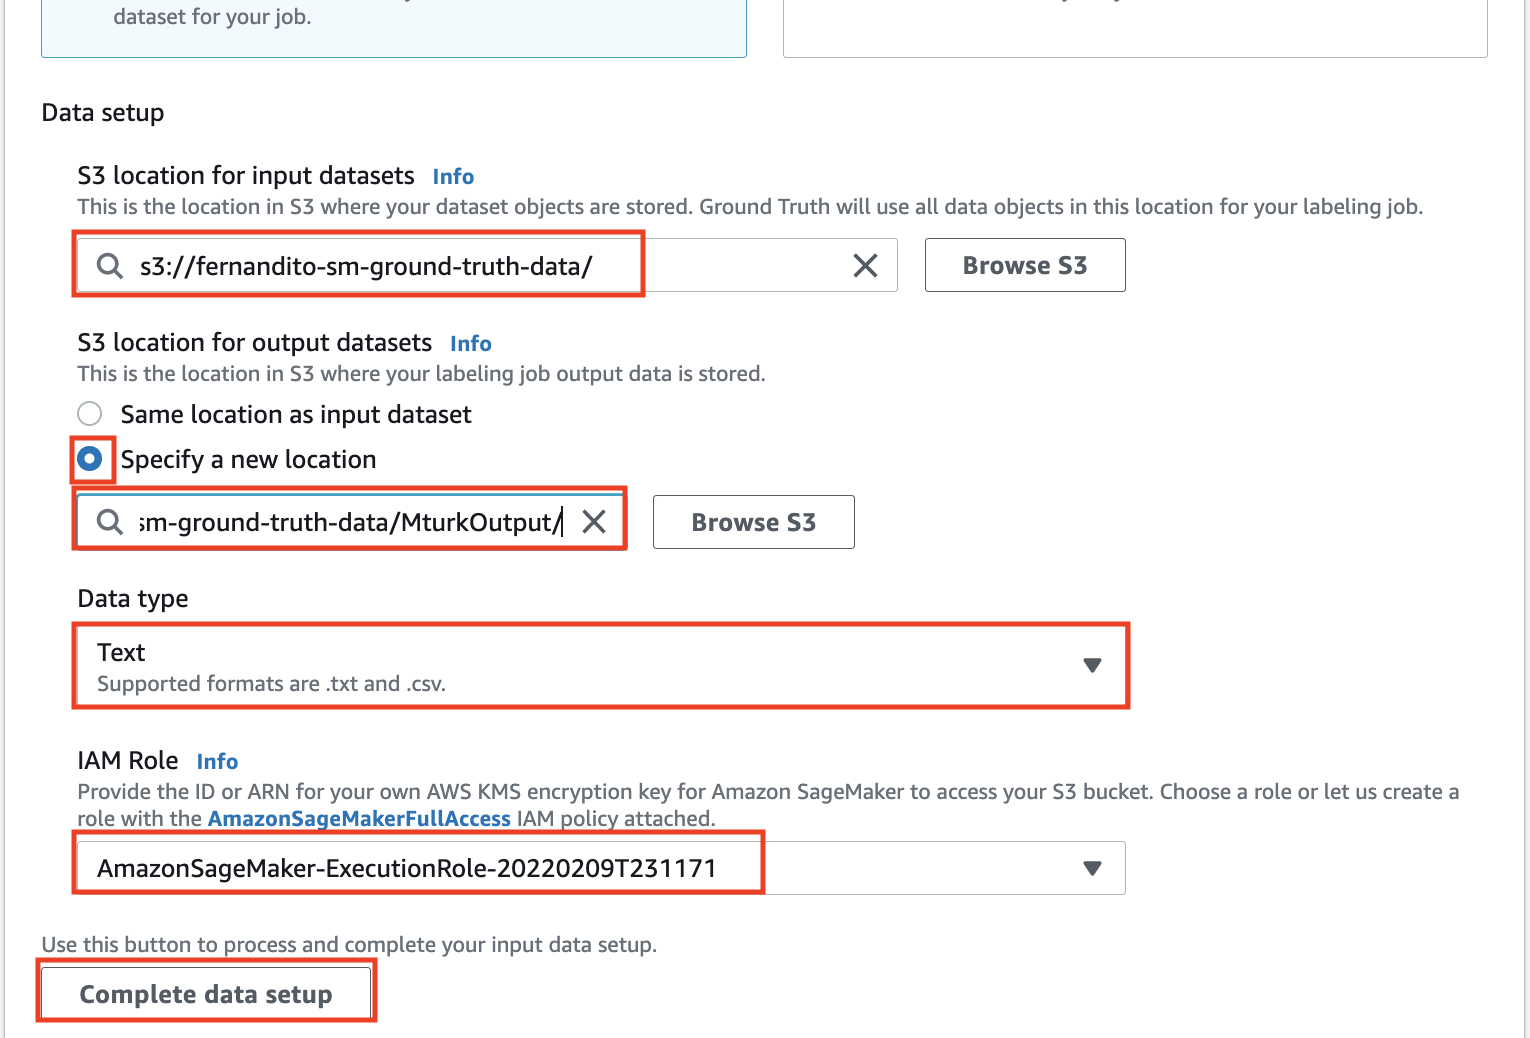 dataset for your job.
Data setup
S3 location for input datasets Info
This is the location in S3 where your dataset objects are stored. Ground Truth will use all data objects in this location for your labeling job.
s3://fernandito-sm-ground-truth-data/
Browse S3
S3 location for output datasets Info
This is the location in S3 where your labeling job output data is stored.
Same location as input dataset
Specify a new location
sm-ground-truth-data/MturkOutput/
Browse S3
Data type
Text
Supported formats are .txt and .csv.
IAM Role Info
Provide the ID or ARN for your own AWS KMS encryption key for Amazon SageMaker to access your S3 bucket. Choose a role or let us create a
role with the AmazonSageMakerFullAccess IAM policy attached.
AmazonSageMaker-ExecutionRole-20220209T231171
Use this button to process and complete your input data setup.
Complete data setup